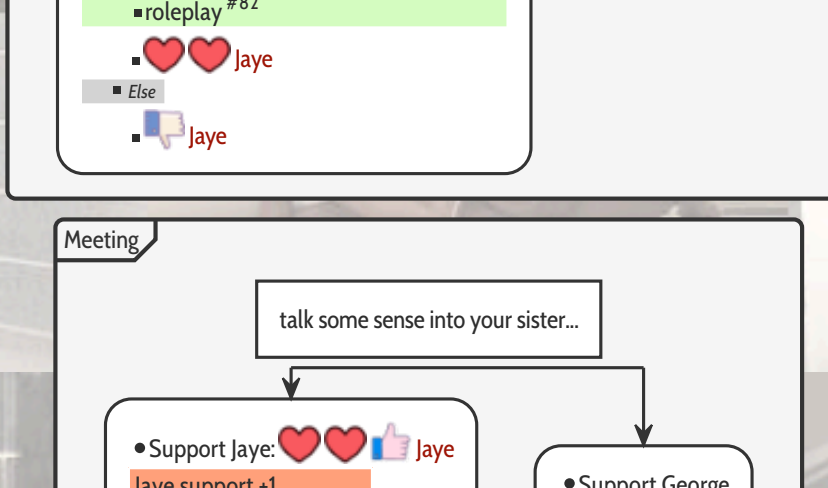 roleplay #82
Jaye
Else
Jaye
Meeting
talk some sense into your sister...
Support Jaye: Jaye
Jaye support +1
Support George